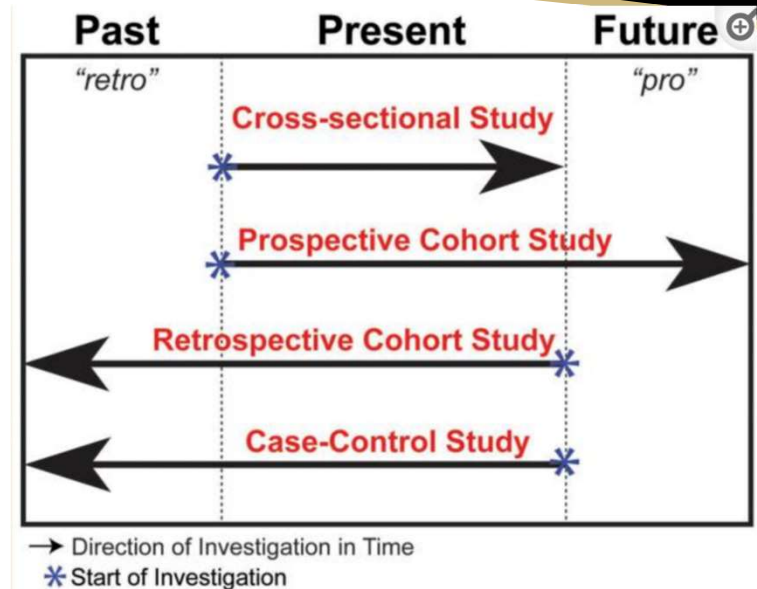 Past Present Future
“retro” “pro”
Cross-sectional Study
Prospective Cohort Study
Retrospective Cohort Study
Case-Control Study
Direction of Investigation in Time
Start of Investigation